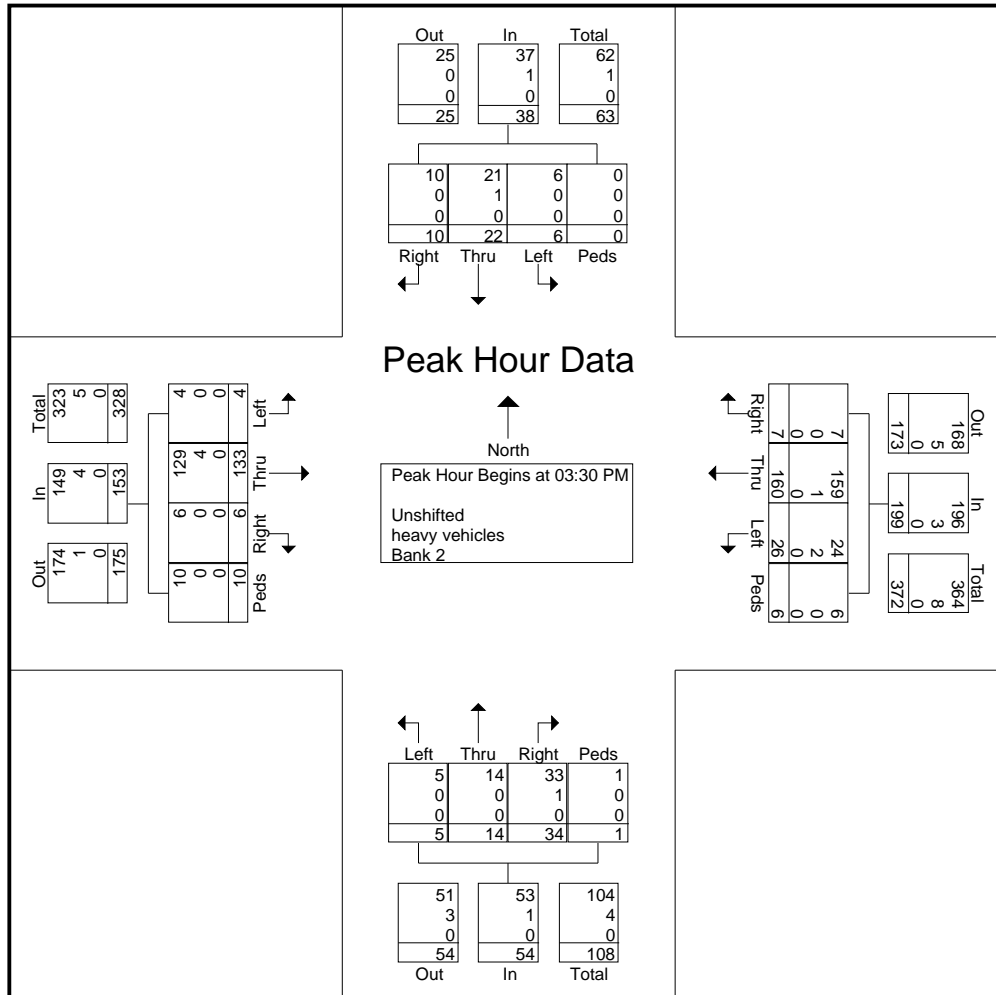 Out In Total
25 37 62
0 1 1
0 0 0
25 38 63
10 21 6 0
0 1 0 0
0 0 0 0
10 22 6 0
Right Thru Left Peds
Peak Hour Data
North
Peak Hour Begins at 03:30 PM
Unshifted
heavy vehicles
Bank 2
Total
323 5 0 328
In
149 4 0 153
Out
174 1 0 175
4 0 0 4
Left
129 4 0 133
Thru
6 0 0 6
Right
10 0 0 10
Peds
Right
7 0 0 7
Thru
159 1 0 160
Left
24 2 0 26
Peds
6 0 0 6
Out
168 5 0 173
In
196 3 0 199
Total
364 8 0 372
Left Thru Right Peds
5 14 33 1
0 0 1 0
0 0 0 0
5 14 34 1
51 53 104
3 1 4
0 0 0
54 54 108
Out In Total